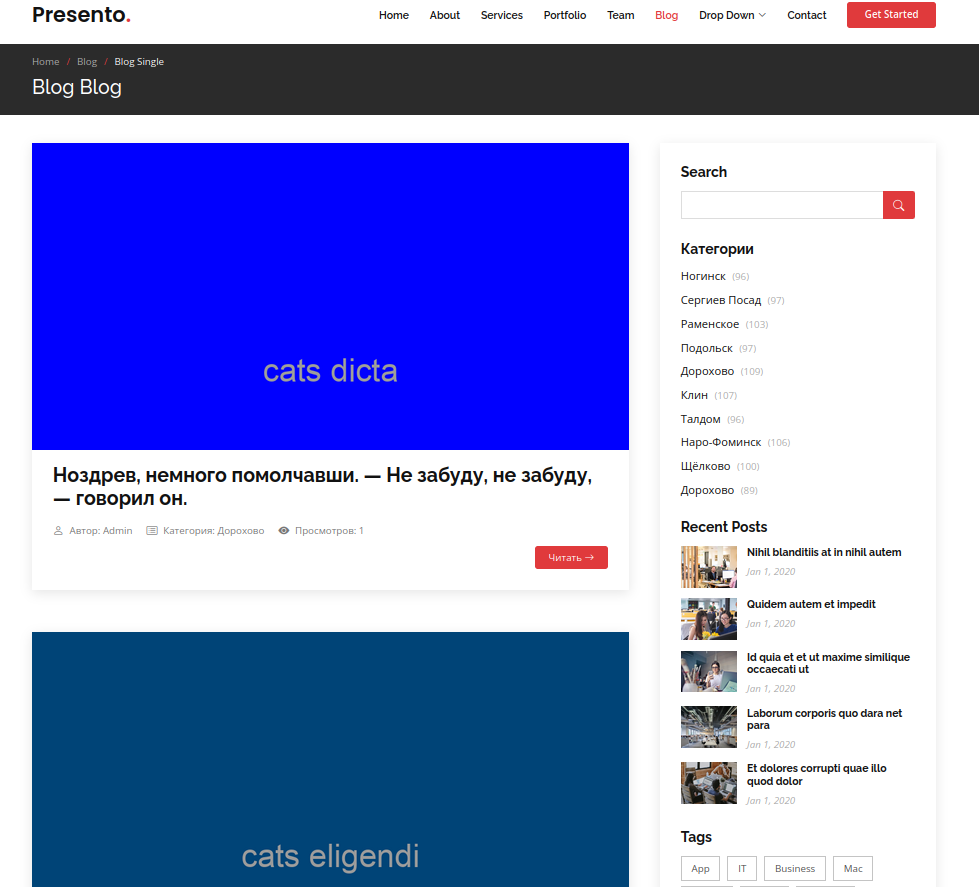 Presento.
Home About Services Portfolio Team Blog Drop Down Contact Get Started
Home / Blog / Blog Single
Blog Blog
cats dicta
Ноздрев, немного помолчавши. — Не забуду, не забуду,
— говорил он.
Автор: Admin Категория: Дорохово Просмотров: 1
Читать →
cats eligendi
Search
Категории
Ногинск (96)
Сергиев Посад (97)
Раменское (103)
Подольск (97)
Дорохово (109)
Клин (107)
Талдом (96)
Наро-Фоминск (106)
Щёлково (100)
Дорохово (89)
Recent Posts
Nihil blanditiis at in nihil autem
Jan 1, 2020
Quidem autem et impedit
Jan 1, 2020
Id quia et et ut maxime similique
occaecati ut
Jan 1, 2020
Laborum corporis quo dara net
para
Jan 1, 2020
Et dolores corrupti quae illo
quod dolor
Jan 1, 2020
Tags
App IT Business Mac